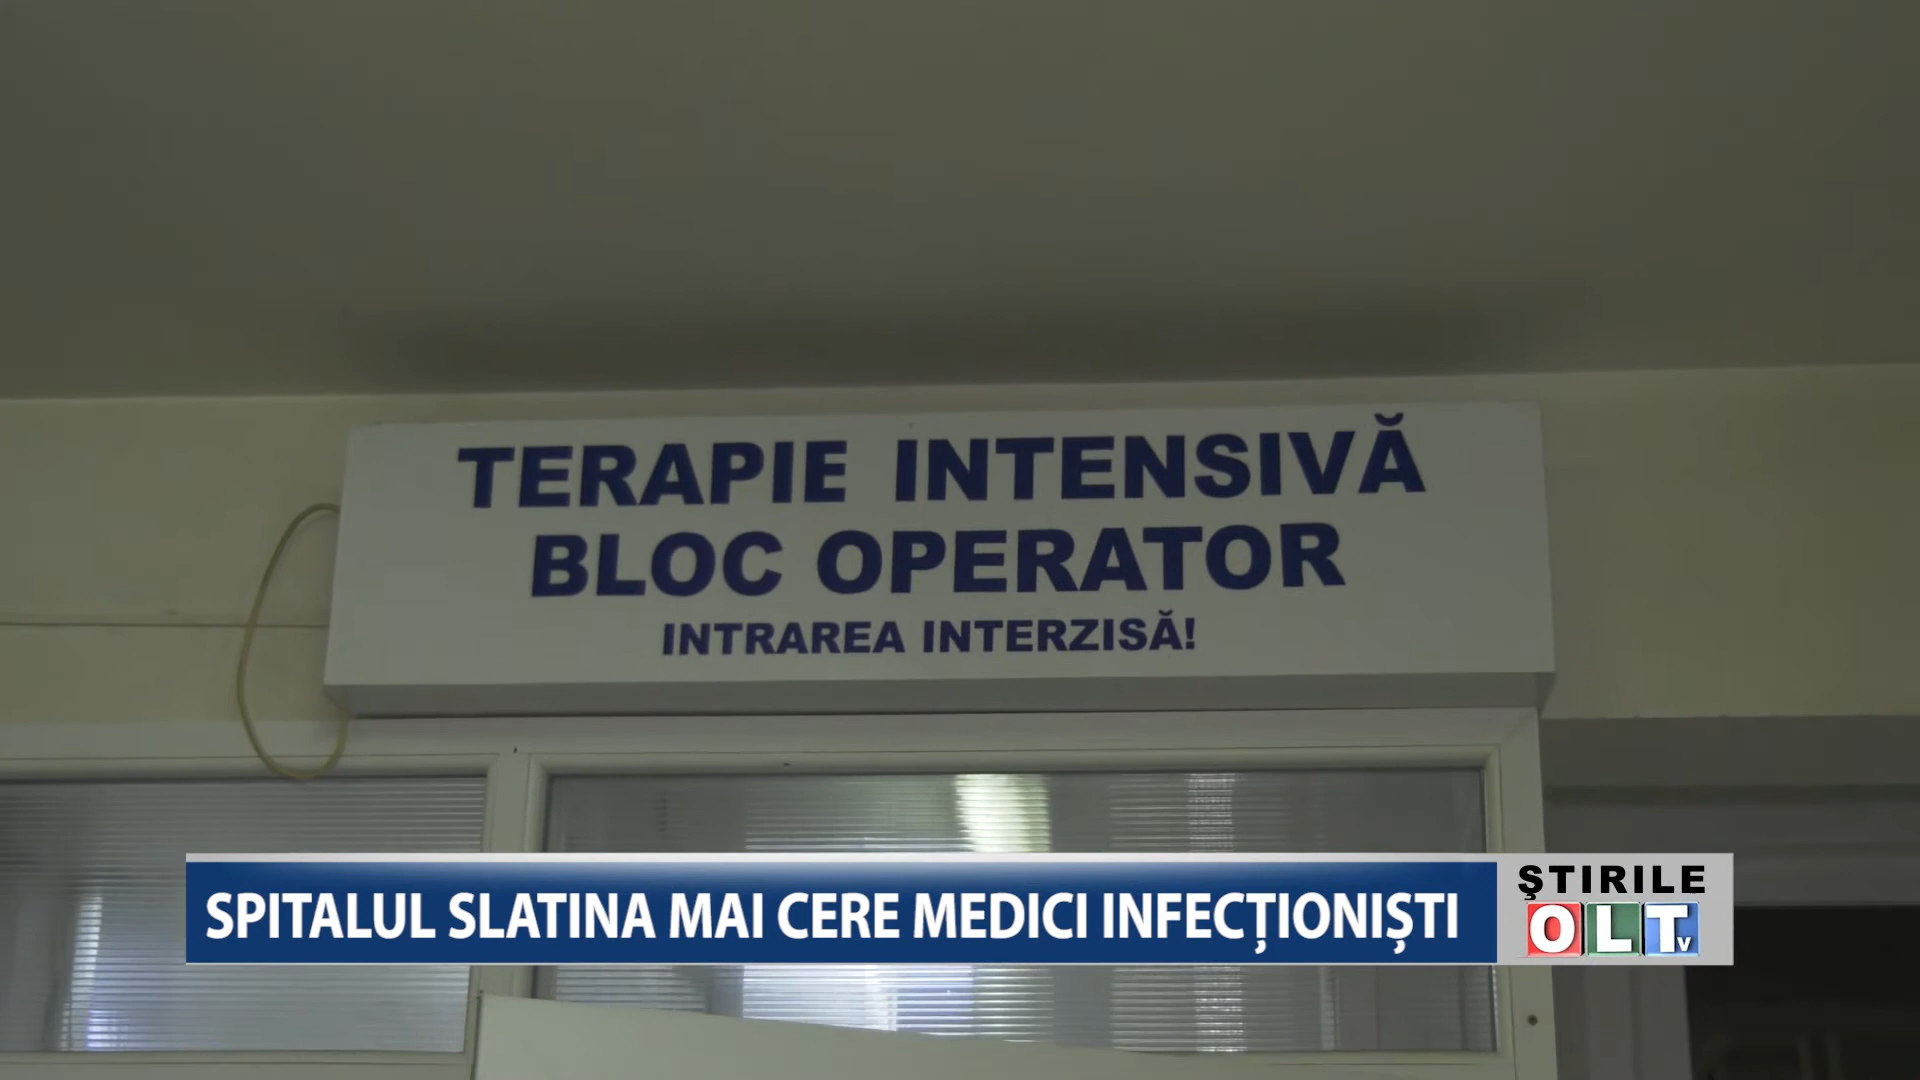 TERAPIE INTENSIVĂ
BLOC OPERATOR
INTRAREA INTERZISĂ!
SPITALUL SLATINA MAI CERE MEDICI INFECȚIONIȘTI
ŞTIRILE
OLTv